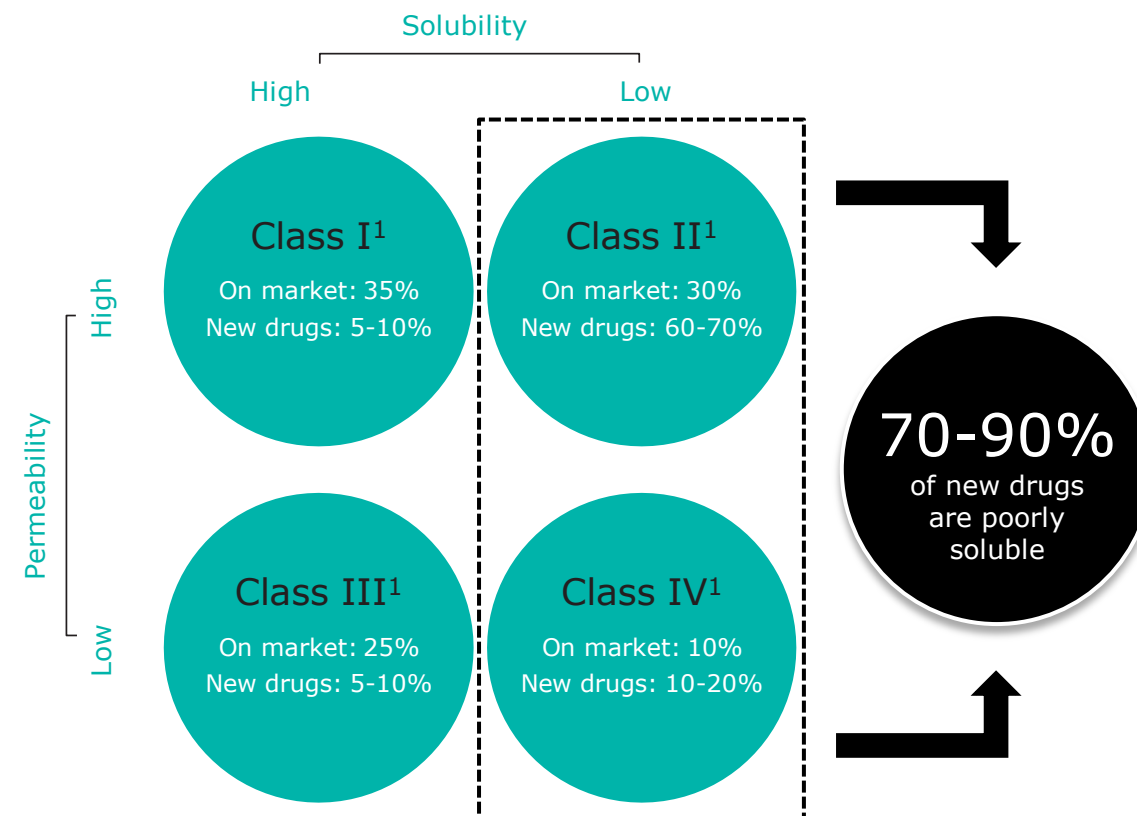 Solubility
High
Low
Permeability
High
Low
Class I¹
On market: 35%
New drugs: 5-10%
Class II¹
On market: 30%
New drugs: 60-70%
Class III¹
On market: 25%
New drugs: 5-10%
Class IV¹
On market: 10%
New drugs: 10-20%
70-90%
of new drugs
are poorly
soluble